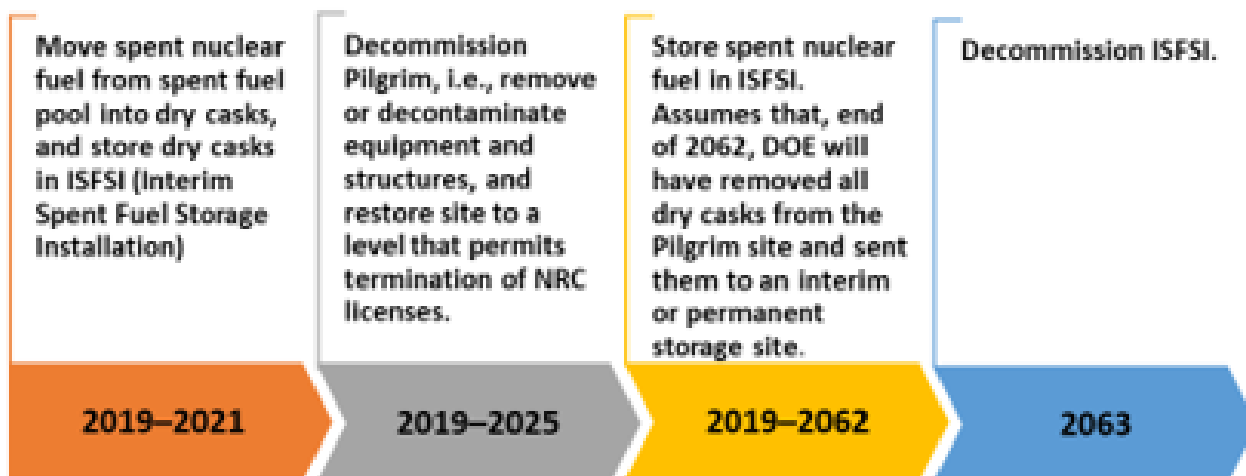 Move spent nuclear
fuel from spent fuel
pool into dry casks,
and store dry casks
in ISFSI (Interim
Spent Fuel Storage
Installation)
Decommission
Pilgrim, i.e., remove
or decontaminate
equipment and
structures, and
restore site to a
level that permits
termination of NRC
licenses.
Store spent nuclear
fuel in ISFSI.
Assumes that, end
of 2062, DOE will
have removed all
dry casks from the
Pilgrim site and sent
them to an interim
or permanent
storage site.
Decommission ISFSI.
2019–2021
2019–2025
2019–2062
2063